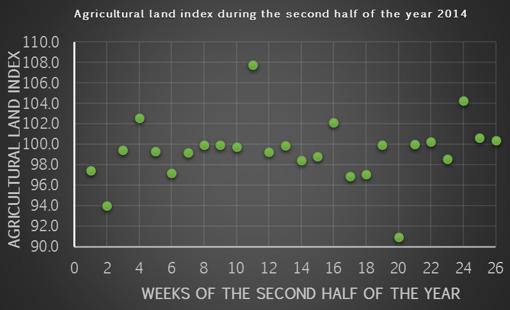 Agricultural land index during the second half of the year 2014
AGRICULTURAL LAND INDEX
110.0
108.0
106.0
104.0
102.0
100.0
98.0
96.0
94.0
92.0
90.0
0 2 4 6 8 10 12 14 16 18 20 22 24 26
WEEKS OF THE SECOND HALF OF THE YEAR